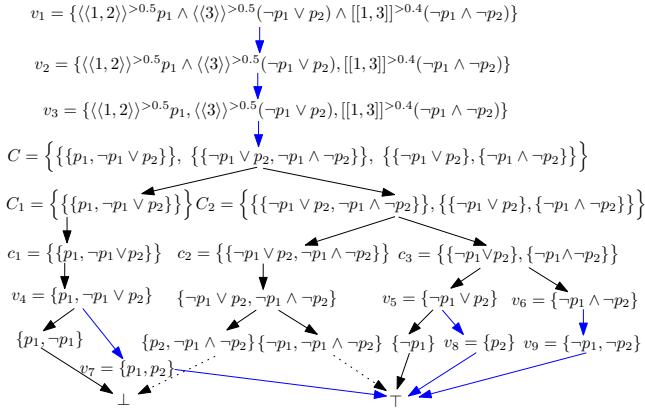 v₁ = {⟨⟨1, 2⟩⟩^{>0.5}p₁ ∧ ⟨⟨3⟩⟩^{>0.5}(¬p₁ ∨ p₂) ∧ [[1, 3]]^{>0.4}(¬p₁ ∧ ¬p₂)}
v₂ = {⟨⟨1, 2⟩⟩^{>0.5}p₁ ∧ ⟨⟨3⟩⟩^{>0.5}(¬p₁ ∨ p₂), [[1, 3]]^{>0.4}(¬p₁ ∧ ¬p₂)}
v₃ = {⟨⟨1, 2⟩⟩^{>0.5}p₁, ⟨⟨3⟩⟩^{>0.5}(¬p₁ ∨ p₂), [[1, 3]]^{>0.4}(¬p₁ ∧ ¬p₂)}
C = {{{p₁, ¬p₁ ∨ p₂}}, {{¬p₁ ∨ p₂, ¬p₁ ∧ ¬p₂}}, {{¬p₁ ∨ p₂}, {¬p₁ ∧ ¬p₂}}}
C₁ = {{{p₁, ¬p₁ ∨ p₂}}} C₂ = {{{¬p₁ ∨ p₂, ¬p₁ ∧ ¬p₂}}, {{¬p₁ ∨ p₂}, {¬p₁ ∧ ¬p₂}}}
c₁ = {{p₁, ¬p₁∨p₂}} c₂ = {{¬p₁ ∨ p₂, ¬p₁ ∧ ¬p₂}} c₃ = {{¬p₁∨p₂}, {¬p₁∧¬p₂}}
v₄ = {p₁, ¬p₁ ∨ p₂} {¬p₁ ∨ p₂, ¬p₁ ∧ ¬p₂} v₅ = {¬p₁ ∨ p₂} v₆ = {¬p₁ ∧ ¬p₂}
{p₁, ¬p₁} {p₂, ¬p₁ ∧ ¬p₂} {¬p₁, ¬p₁ ∧ ¬p₂} {¬p₁} v₈ = {p₂} v₉ = {¬p₁, ¬p₂}
v₇ = {p₁, p₂}
⊥ ⊤